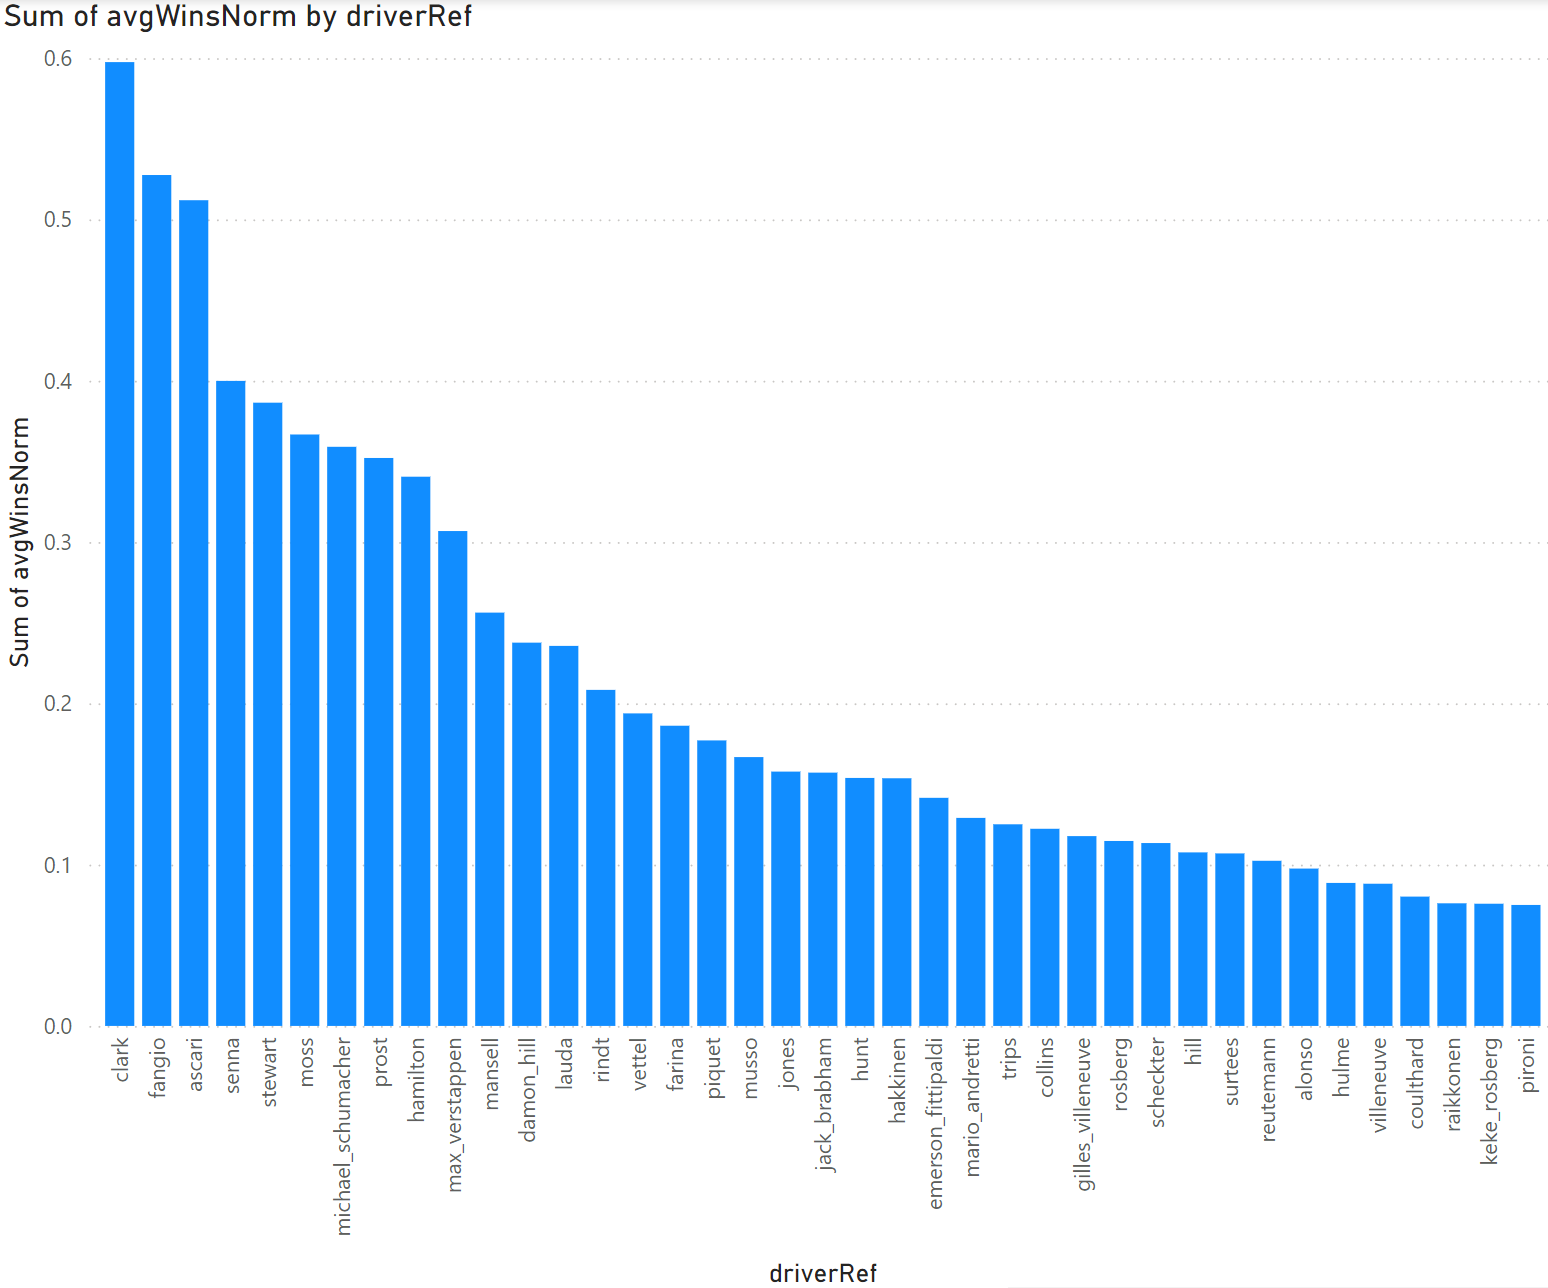 Sum of avgWinsNorm by driverRef
Sum of avgWinsNorm
0.6
0.5
0.4
0.3
0.2
0.1
0.0
clark
fangio
ascari
senna
stewart
moss
michael_schumacher
prost
hamilton
max_verstappen
mansell
damon_hill
lauda
rindt
vettel
farina
piquet
musso
jones
jack_brabham
hunt
hakkinen
emerson_fittipaldi
mario_andretti
trips
collins
gilles_villeneuve
rosberg
scheckter
hill
surtees
reutemann
alonso
hulme
villeneuve
coulthard
raikkonen
keke_rosberg
pironi
driverRef